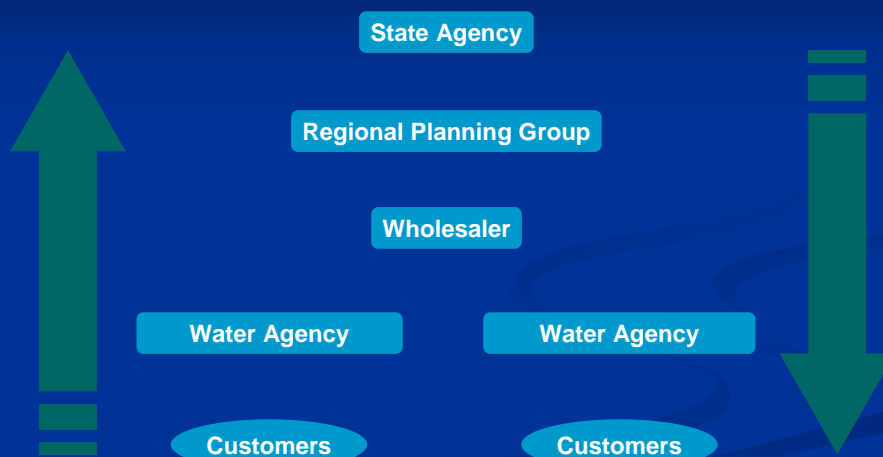 State Agency
Regional Planning Group
Wholesaler
Water Agency
Water Agency
Customers
Customers